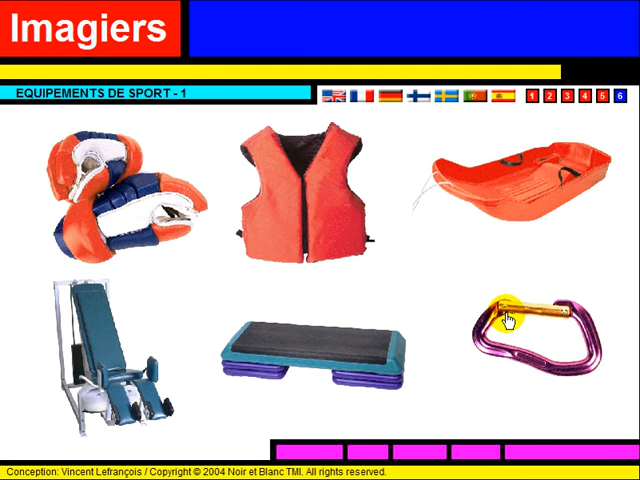 Imagiers
EQUIPEMENTS DE SPORT - 1
1 2 3 4 5 6
Conception: Vincent Lefrançois / Copyright © 2004 Noir et Blanc TMI. All rights reserved.